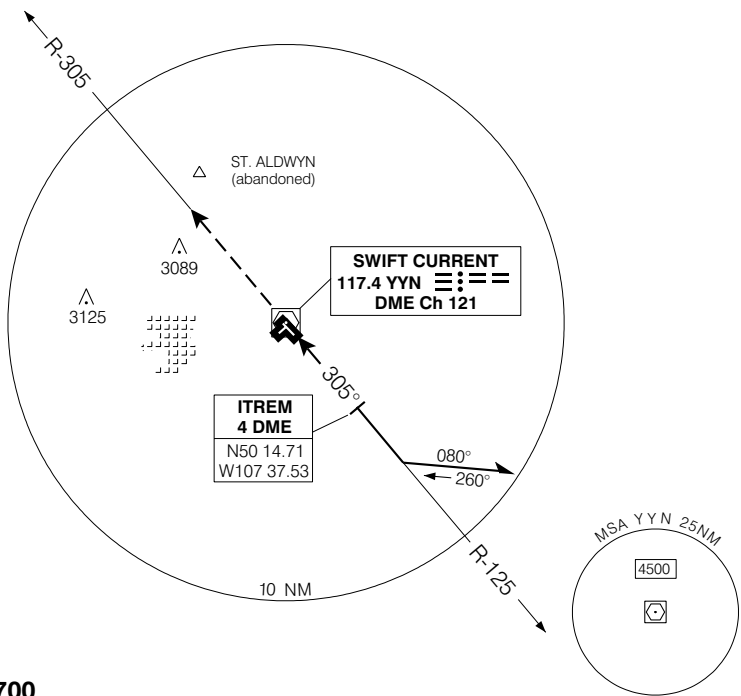 R-305
ST. ALDWYN
(abandoned)
3089
3125
SWIFT CURRENT
117.4 YYN
DME Ch 121
305°
ITREM
4 DME
N50 14.71
W107 37.53
080°
260°
R-125
10 NM
MSA YYN 25NM
4500
700